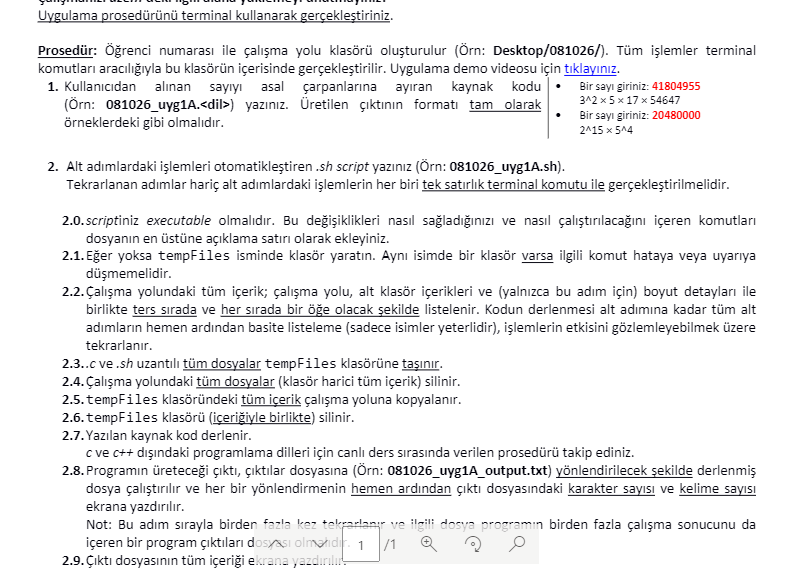 Uygulama prosedürünü terminal kullanarak gerçekleştiriniz.
Prosedür: Öğrenci numarası ile çalışma yolu klasörü oluşturulur (Örn: Desktop/081026/). Tüm işlemler terminal
komutları aracılığıyla bu klasörün içerisinde gerçekleştirilir. Uygulama demo videosu için tıklayınız.
1. Kullanıcıdan alınan sayıyı asal çarpanlarına ayıran kaynak kodu
(Örn: 081026_uyg1A.<dil>) yazınız. Üretilen çıktının formatı tam olarak
örneklerdeki gibi olmalıdır.
• Bir sayı giriniz: 41804955
3^2 x 5 x 17 x 54647
• Bir sayı giriniz: 20480000
2^15 x 5^4
2. Alt adımlardaki işlemleri otomatikleştiren .sh script yazınız (Örn: 081026_uyg1A.sh).
Tekrarlanan adımlar hariç alt adımlardaki işlemlerin her biri tek satırlık terminal komutu ile gerçekleştirilmelidir.
2.0. scriptiniz executable olmalıdır. Bu değişiklikleri nasıl sağladığınızı ve nasıl çalıştırılacağını içeren komutları
dosyanın en üstüne açıklama satırı olarak ekleyiniz.
2.1. Eğer yoksa tempFiles isminde klasör yaratın. Aynı isimde bir klasör varsa ilgili komut hataya veya uyarıya
düşmemelidir.
2.2. Çalışma yolundaki tüm içerik; çalışma yolu, alt klasör içerikleri ve (yalnızca bu adım için) boyut detayları ile
birlikte ters sırada ve her sırada bir öğe olacak şekilde listelenir. Kodun derlenmesi alt adımına kadar tüm alt
adımların hemen ardından basite listeleme (sadece isimler yeterlidir), işlemlerin etkisini gözlemleyebilmek üzere
tekrarlanır.
2.3. .c ve .sh uzantılı tüm dosyalar tempFiles klasörüne taşınır.
2.4. Çalışma yolundaki tüm dosyalar (klasör harici tüm içerik) silinir.
2.5. tempFiles klasöründeki tüm içerik çalışma yoluna kopyalanır.
2.6. tempFiles klasörü (içeriğiyle birlikte) silinir.
2.7. Yazılan kaynak kod derlenir.
c ve c++ dışındaki programlama dilleri için canlı ders sırasında verilen prosedürü takip ediniz.
2.8. Programın üreteceği çıktı, çıktılar dosyasına (Örn: 081026_uyg1A_output.txt) yönlendirilecek şekilde derlenmiş
dosya çalıştırılır ve her bir yönlendirmenin hemen ardından çıktı dosyasındaki karakter sayısı ve kelime sayısı
ekrana yazdırılır.
Not: Bu adım sırayla birden fazla kez tekrarlanır ve ilgili dosya programın birden fazla çalışma sonucunu da
içeren bir program çıktıları dosyası olmalıdır.
1 /1
2.9. Çıktı dosyasının tüm içeriği ekrana yazdırılır.